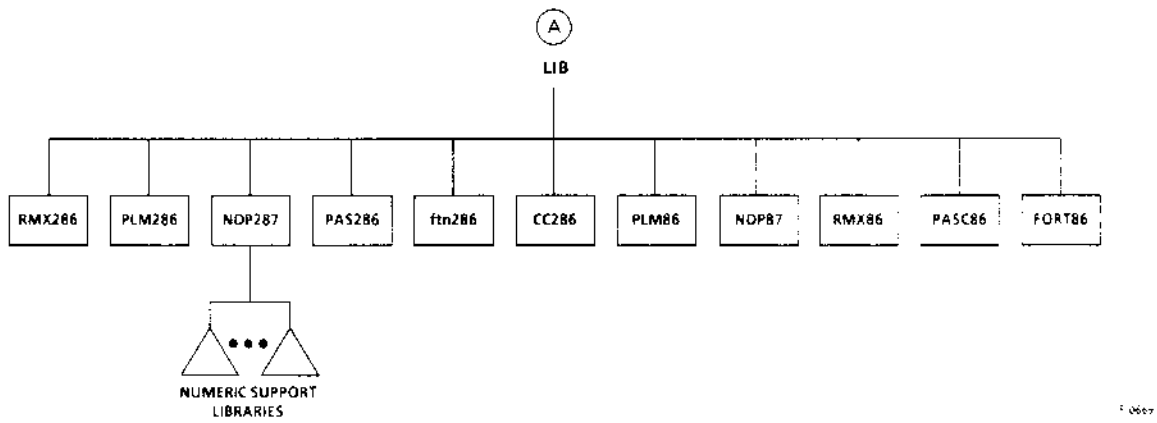 A
LIB
RMX286 PLM286 NDP287 PAS286 ftn286 CC286 PLM86 NDP87 RMX86 PASC86 FORT86
NUMERIC SUPPORT
LIBRARIES